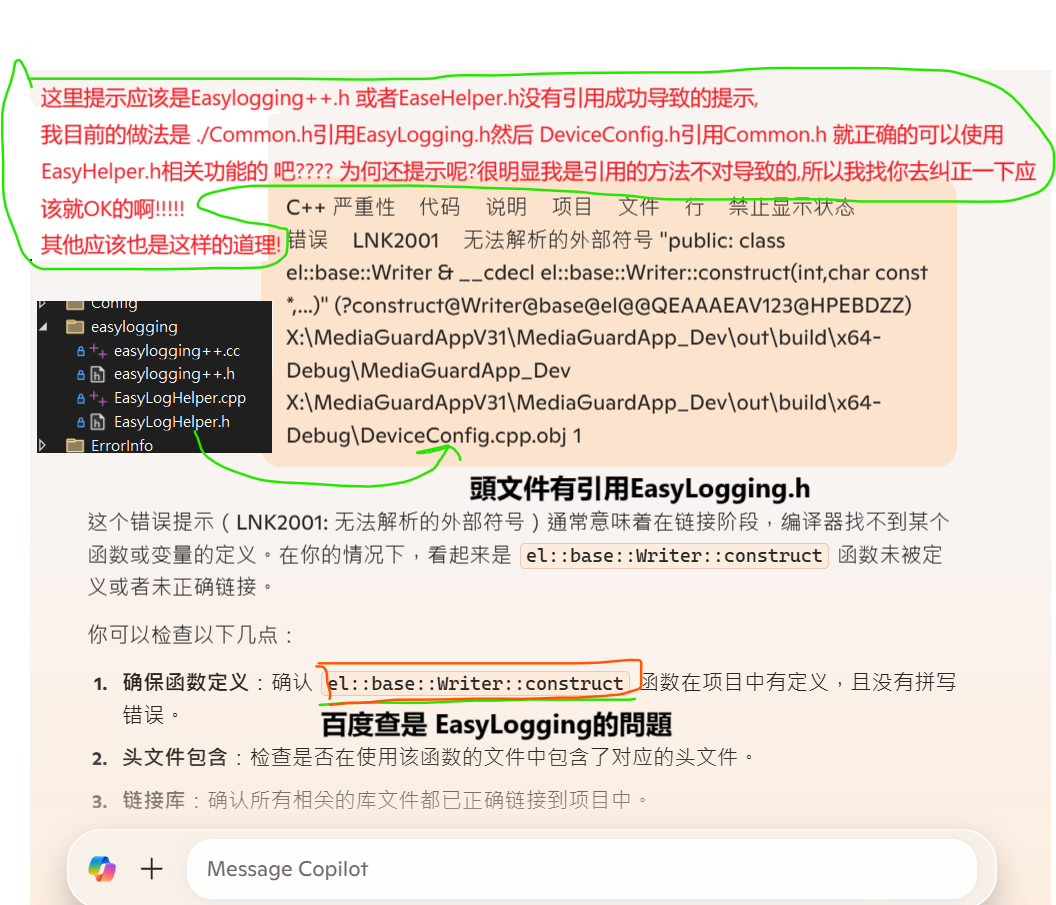 这里提示应该是Easylogging++.h 或者EaseHelper.h没有引用成功导致的提示,
我目前的做法是 ./Common.h引用EasyLogging.h然后 DeviceConfig.h引用Common.h 就正确的可以使用
EasyHelper.h相关功能的 吧???? 为何还提示呢?很明显我是引用的方法不对导致的,所以我找你去纠正一下应
该就OK的啊!!!!!
其他应该也是这样的道理!
C++ 严重性 代码 说明 项目 文件 行 禁止显示状态
错误 LNK2001 无法解析的外部符号 "public: class
el::base::Writer & __cdecl el::base::Writer::construct(int,char const
*,...)" (?construct@Writer@base@el@@QEAAAEAV123@HPEBDZZ)
X:\MediaGuardAppV31\MediaGuardApp_Dev\out\build\x64-
Debug\MediaGuardApp_Dev
X:\MediaGuardAppV31\MediaGuardApp_Dev\out\build\x64-
Debug\DeviceConfig.cpp.obj 1
Config
easylogging
easylogging++.cc
easylogging++.h
EasyLogHelper.cpp
EasyLogHelper.h
ErrorInfo
頭文件有引用EasyLogging.h
这个错误提示（LNK2001: 无法解析的外部符号）通常意味着在链接阶段，编译器找不到某个
函数或变量的定义。在你的情况下，看起来是 el::base::Writer::construct 函数未被定
义或者未正确链接。
你可以检查以下几点：
1. 确保函数定义：确认 el::base::Writer::construct 函数在项目中有定义，且没有拼写
错误。
百度查是 EasyLogging的問題
2. 头文件包含：检查是否在使用该函数的文件中包含了对应的头文件。
3. 链接库：确认所有相关的库文件都已正确链接到项目中。
Message Copilot